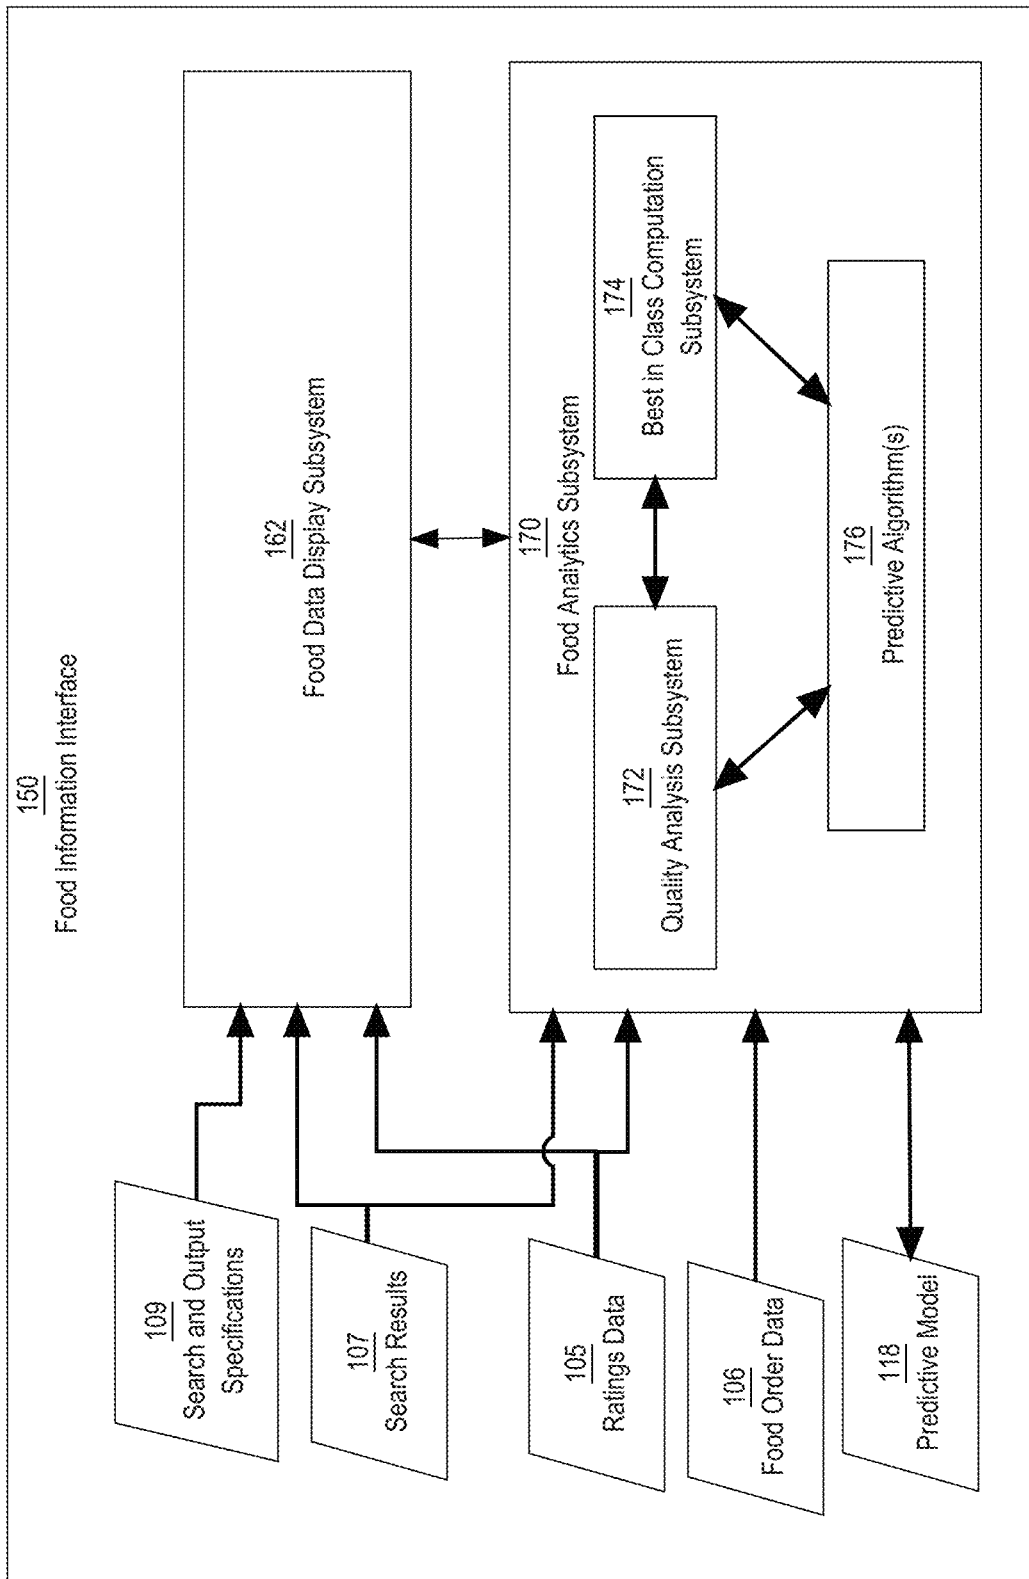 150
Food Information Interface
109
Search and Output
Specifications
107
Search Results
105
Ratings Data
106
Food Order Data
118
Predictive Model
162
Food Data Display Subsystem
170
Food Analytics Subsystem
172
Quality Analysis Subsystem
174
Best in Class Computation
Subsystem
176
Predictive Algorithm(s)